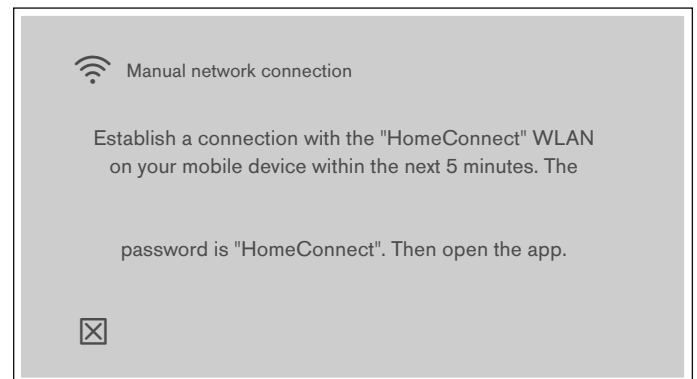 Manual network connection
Establish a connection with the "HomeConnect" WLAN
on your mobile device within the next 5 minutes. The
password is "HomeConnect". Then open the app.